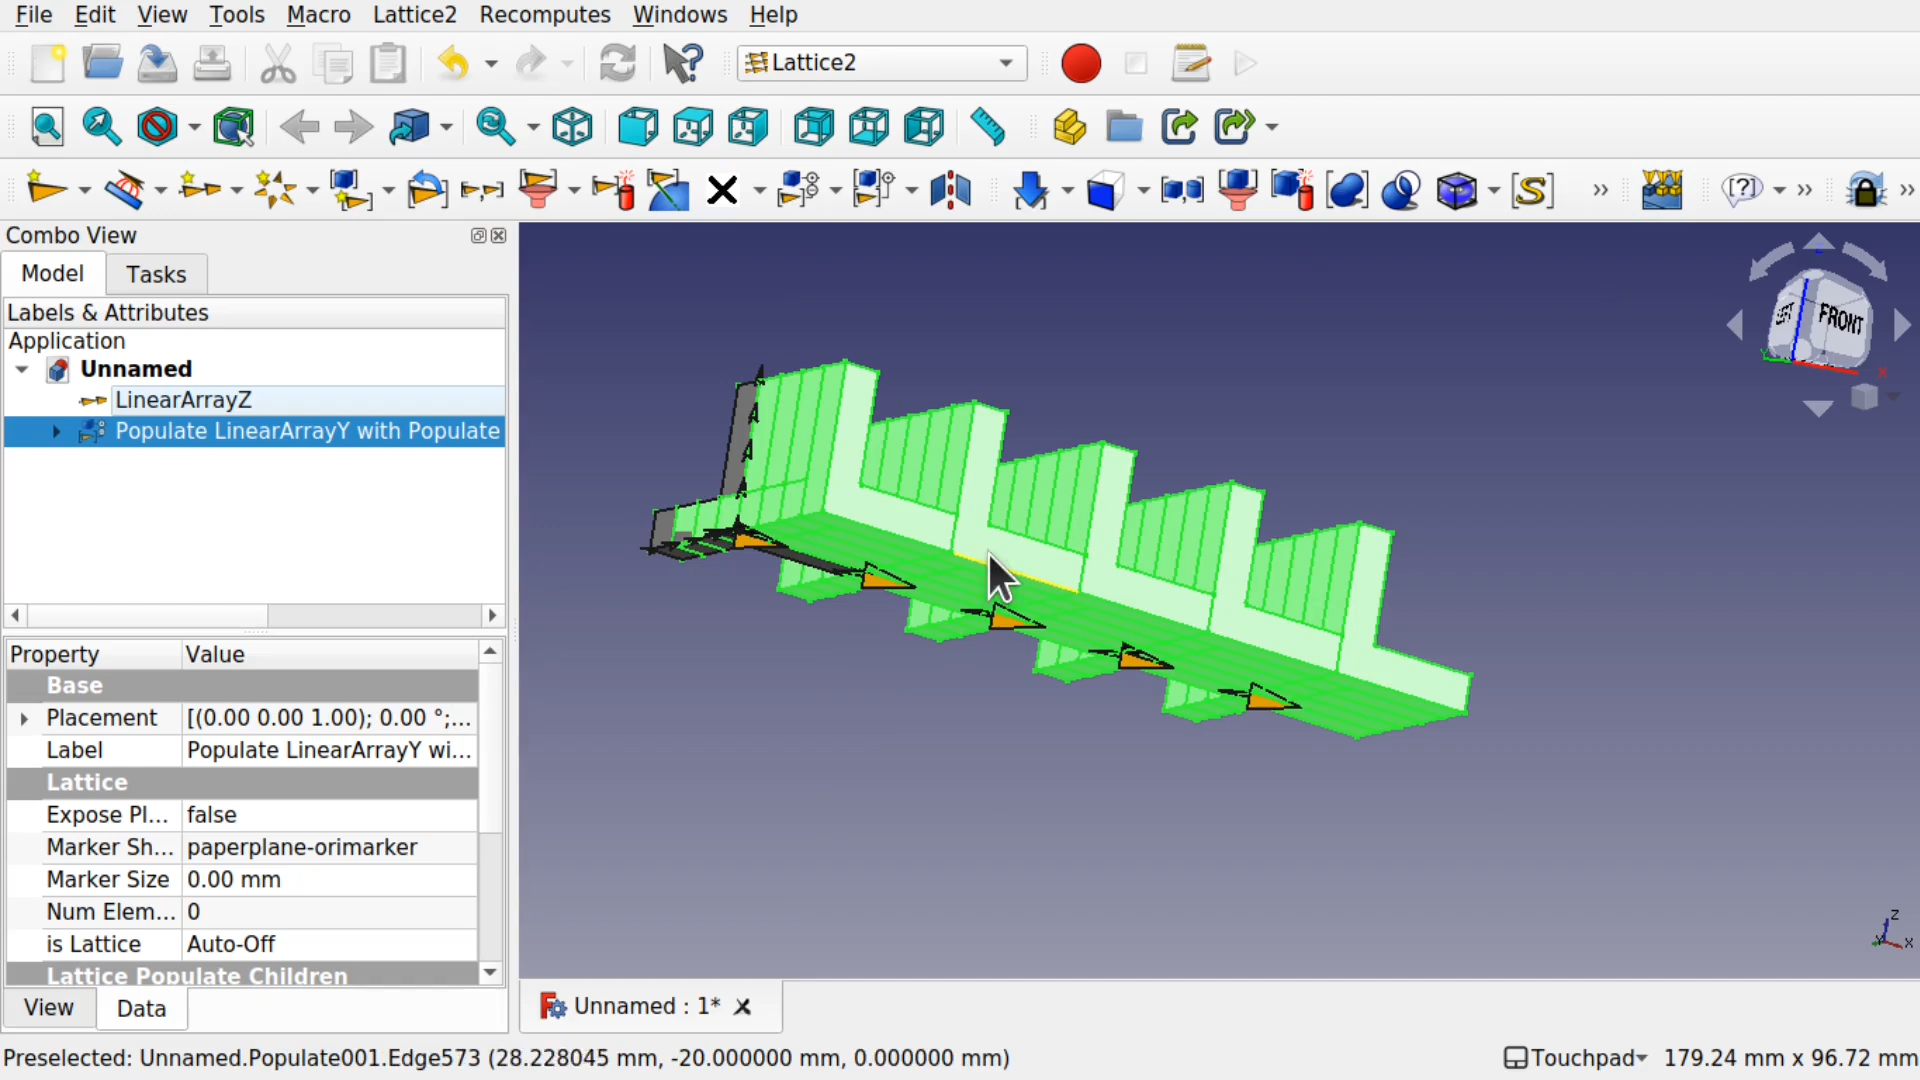 File Edit View Tools Macro Lattice2 Recomputes Windows Help
Lattice2
Combo View
Model Tasks
Labels & Attributes
Application
Unnamed
LinearArrayZ
Populate LinearArrayY with Populate
Property Value
Base
Placement [(0.00 0.00 1.00); 0.00 °;...
Label Populate LinearArrayY wi...
Lattice
Expose Pl... false
Marker Sh... paperplane-orimarker
Marker Size 0.00 mm
Num Elem... 0
is Lattice Auto-Off
Lattice Populate Children
View Data
FRONT
X
Z
X
Unnamed : 1*
Preselected: Unnamed.Populate001.Edge573 (28.228045 mm, -20.000000 mm, 0.000000 mm)
Touchpad 179.24 mm x 96.72 mm